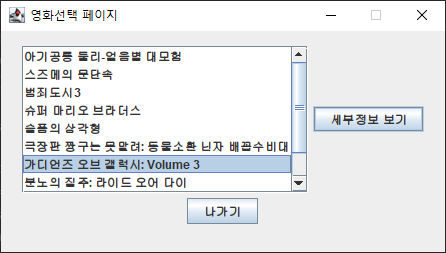 영화선택 페이지
아기공룡 둘리-얼음별 대모험
스즈메의 문단속
범죄도시3
슈퍼 마리오 브라더스
슬픔의 삼각형
극장판 짱구는 못말려: 동물소환 닌자 배꼽수비대
가디언즈 오브 갤럭시: Volume 3
분노의 질주: 라이드 오어 다이
세부정보 보기
나가기